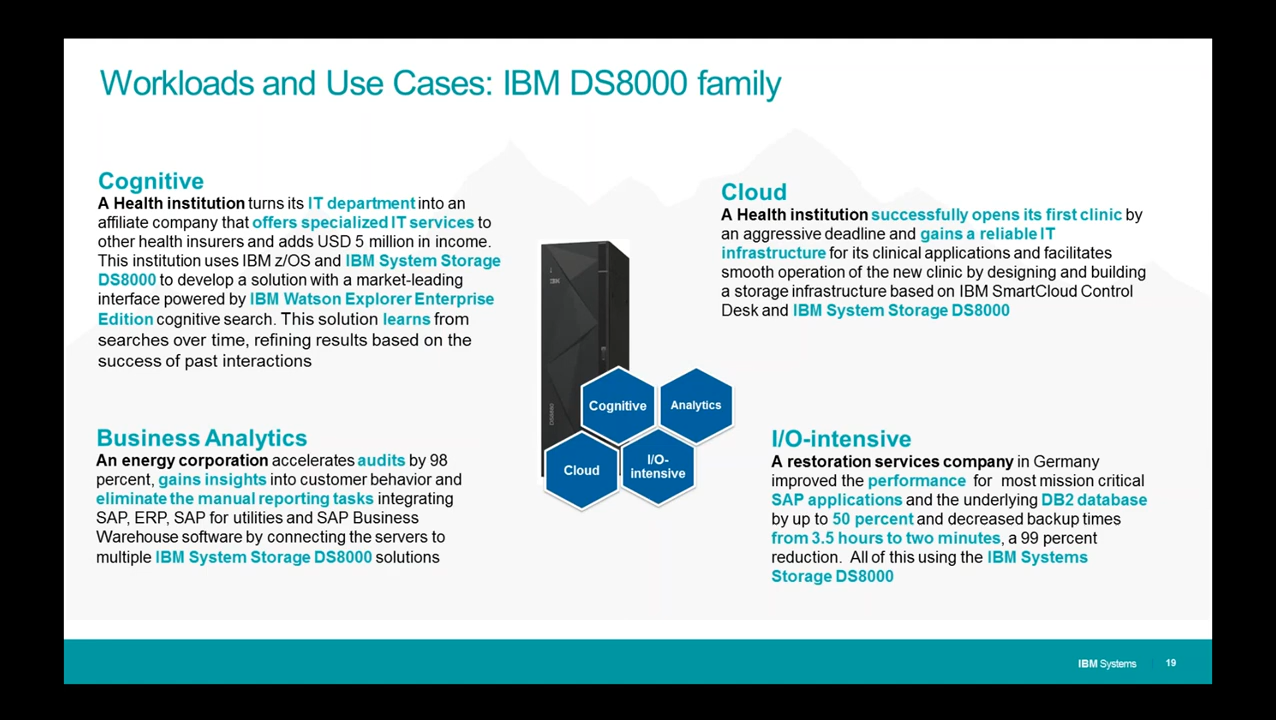 Workloads and Use Cases: IBM DS8000 family
Cognitive
A Health institution turns its IT department into an
affiliate company that offers specialized IT services to
other health insurers and adds USD 5 million in income.
This institution uses IBM z/OS and IBM System Storage
DS8000 to develop a solution with a market-leading
interface powered by IBM Watson Explorer Enterprise
Edition cognitive search. This solution learns from
searches over time, refining results based on the
success of past interactions
Cloud
A Health institution successfully opens its first clinic by
an aggressive deadline and gains a reliable IT
infrastructure for its clinical applications and facilitates
smooth operation of the new clinic by designing and building
a storage infrastructure based on IBM SmartCloud Control
Desk and IBM System Storage DS8000
IBM
Cognitive
Analytics
Cloud
I/O-
intensive
Business Analytics
An energy corporation accelerates audits by 98
percent, gains insights into customer behavior and
eliminate the manual reporting tasks integrating
SAP, ERP, SAP for utilities and SAP Business
Warehouse software by connecting the servers to
multiple IBM System Storage DS8000 solutions
I/O-intensive
A restoration services company in Germany
improved the performance for most mission critical
SAP applications and the underlying DB2 database
by up to 50 percent and decreased backup times
from 3.5 hours to two minutes, a 99 percent
reduction. All of this using the IBM Systems
Storage DS8000
IBM Systems
19